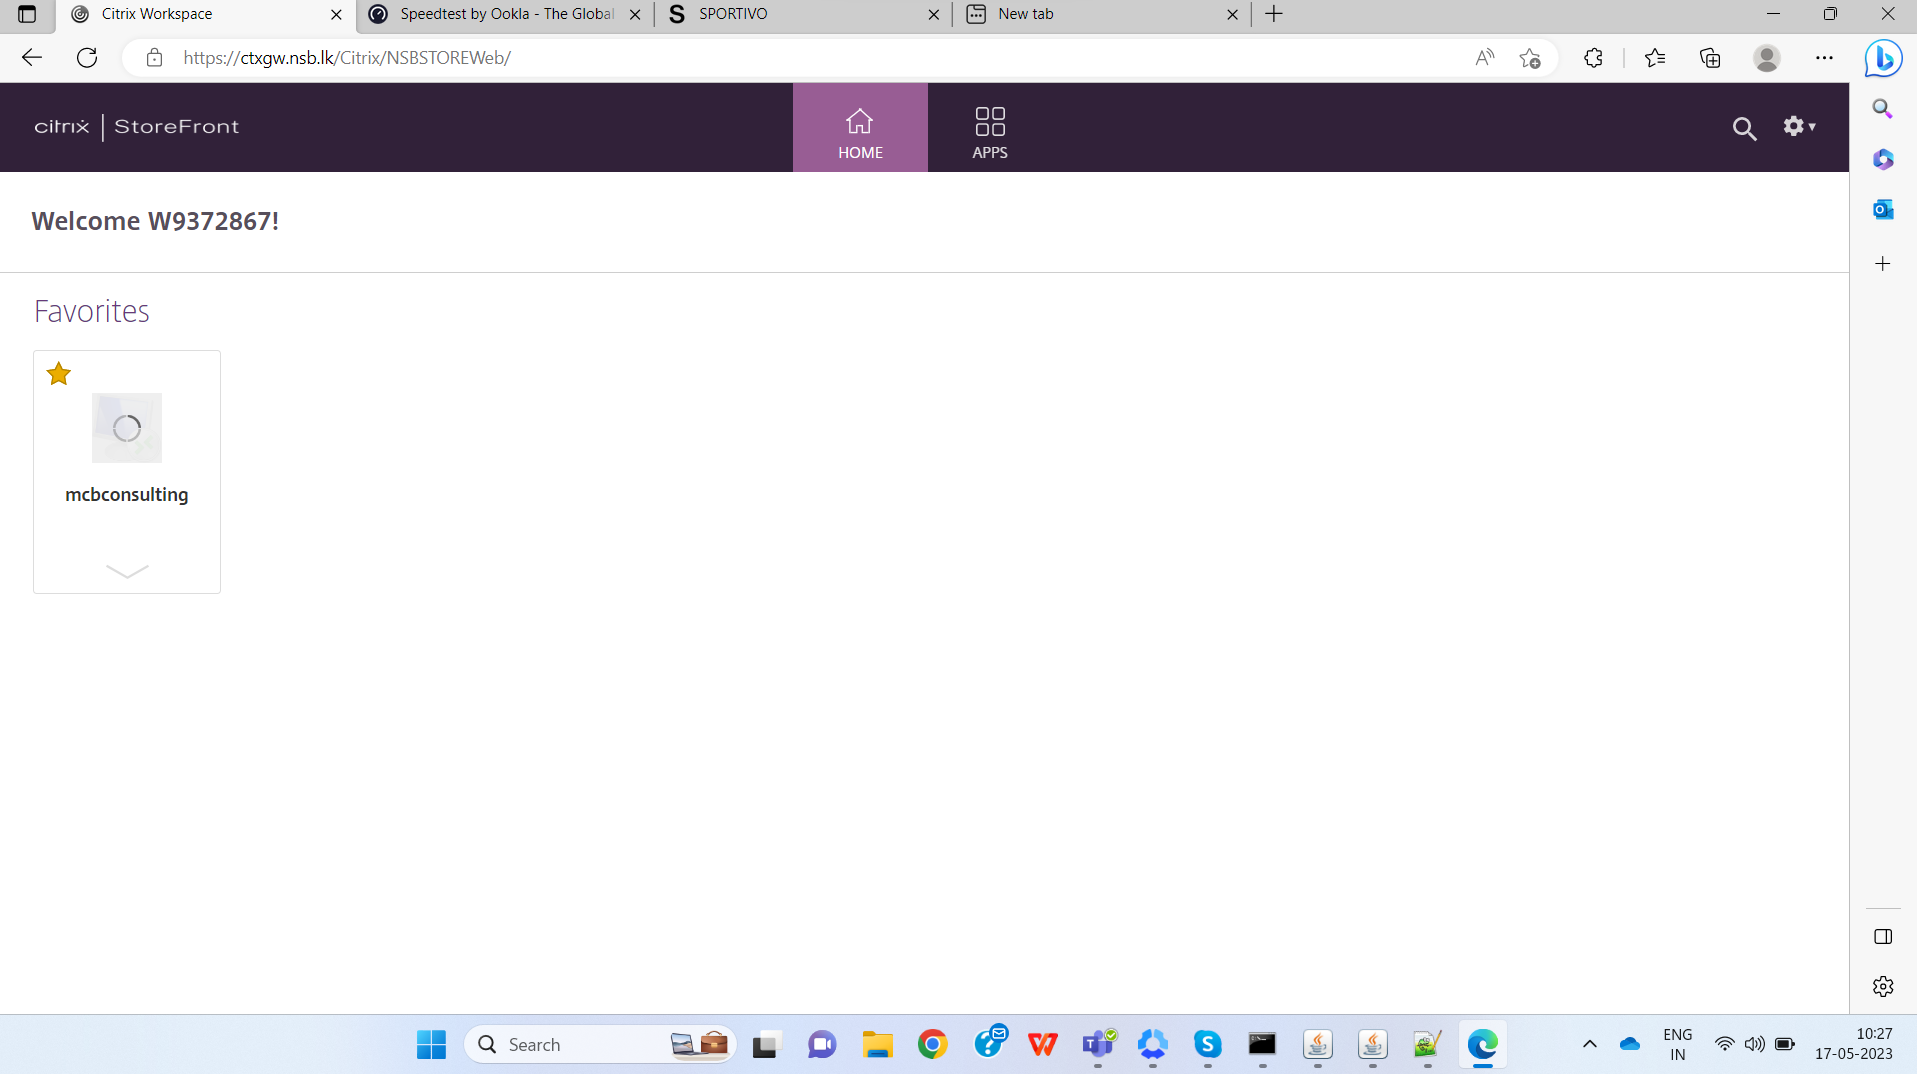 Citrix Workspace
Speedtest by Ookla - The Global
SPORTIVO
New tab
https://ctxgw.nsb.lk/Citrix/NSBSTOREWeb/
citrix | StoreFront
HOME
APPS
Welcome W9372867!
Favorites
mcbconsulting
Search
ENG
IN
10:27
17-05-2023